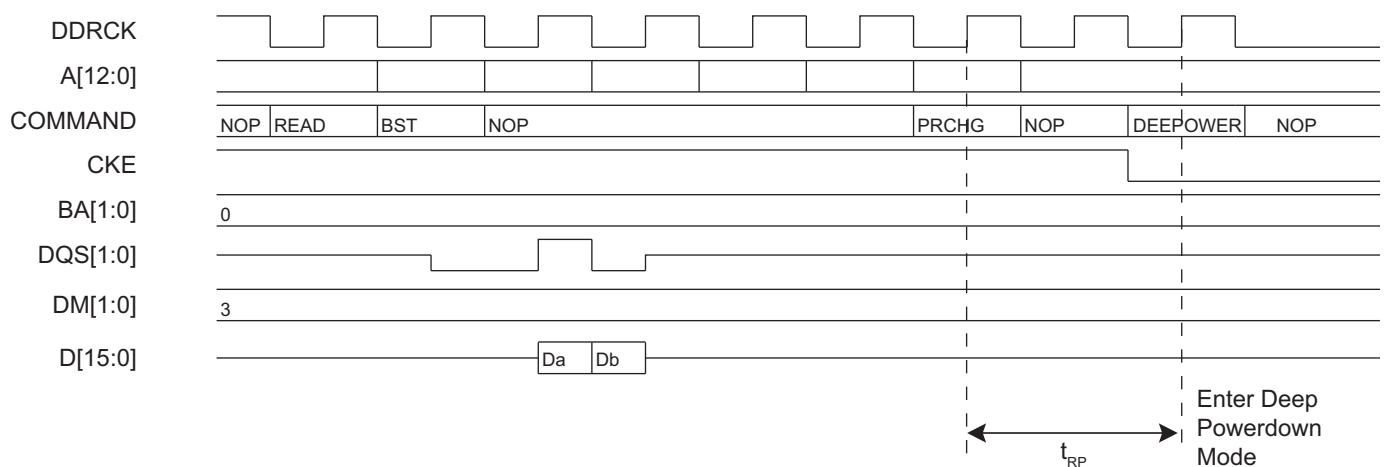 DDRCK
A[12:0]
COMMAND NOP READ BST NOP PRCHG NOP DEEPOWER NOP
CKE
BA[1:0] 0
DQS[1:0]
DM[1:0] 3
D[15:0] Da Db
tRP
Enter Deep
Powerdown
Mode